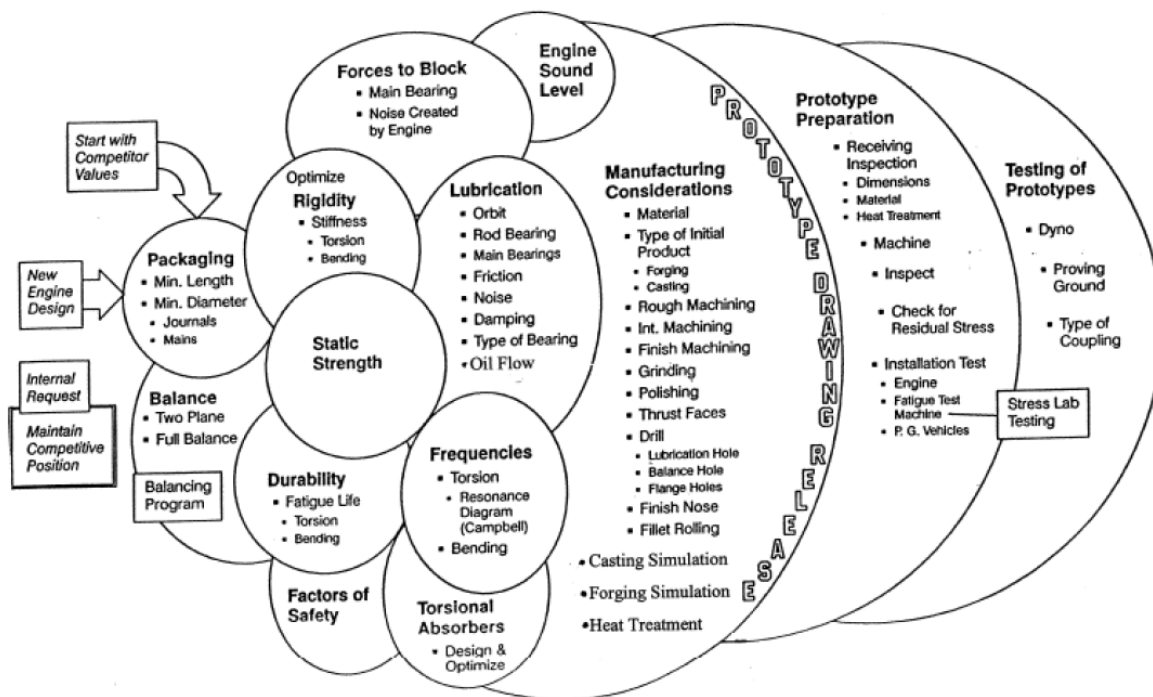 Start with
Competitor
Values
New
Engine
Design
Internal
Request
Maintain
Competitive
Position
Packaging
▪ Min. Length
▪ Min. Diameter
▪ Journals
▪ Mains
Balance
▪ Two Plane
▪ Full Balance
Balancing
Program
Forces to Block
▪ Main Bearing
▪ Noise Created
by Engine
Engine
Sound
Level
Optimize
Rigidity
▪ Stiffness
▪ Torsion
▪ Bending
Static
Strength
Lubrication
▪ Orbit
▪ Rod Bearing
▪ Main Bearings
▪ Friction
▪ Noise
▪ Damping
▪ Type of Bearing
• Oil Flow
Durability
▪ Fatigue Life
▪ Torsion
▪ Bending
Frequencies
▪ Torsion
▪ Resonance
Diagram
(Campbell)
▪ Bending
Factors of
Safety
Torsional
Absorbers
▪ Design &
Optimize
Manufacturing
Considerations
▪ Material
▪ Type of Initial
Product
▪ Forging
▪ Casting
▪ Rough Machining
▪ Int. Machining
▪ Finish Machining
▪ Grinding
▪ Polishing
▪ Thrust Faces
▪ Drill
▪ Lubrication Hole
▪ Balance Hole
▪ Flange Holes
▪ Finish Nose
▪ Fillet Rolling
• Casting Simulation
• Forging Simulation
• Heat Treatment
PROTOTYPE DRAWING RELEASE
Prototype
Preparation
▪ Receiving
Inspection
▪ Dimensions
▪ Material
▪ Heat Treatment
▪ Machine
▪ Inspect
▪ Check for
Residual Stress
▪ Installation Test
▪ Engine
▪ Fatigue Test
Machine
▪ P. G. Vehicles
Stress Lab
Testing
Testing of
Prototypes
▪ Dyno
▪ Proving
Ground
▪ Type of
Coupling